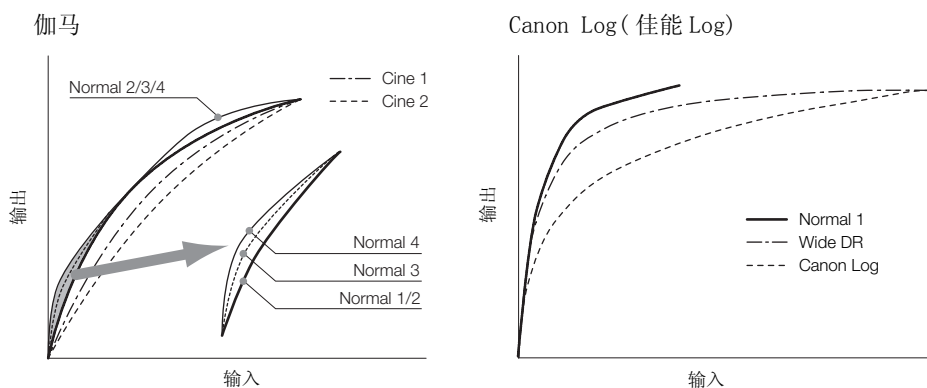 伽马
Normal 2/3/4
Cine 1
Cine 2
Normal 4
Normal 3
Normal 1/2
输出
输入
Canon Log(佳能 Log)
Normal 1
Wide DR
Canon Log
输出
输入